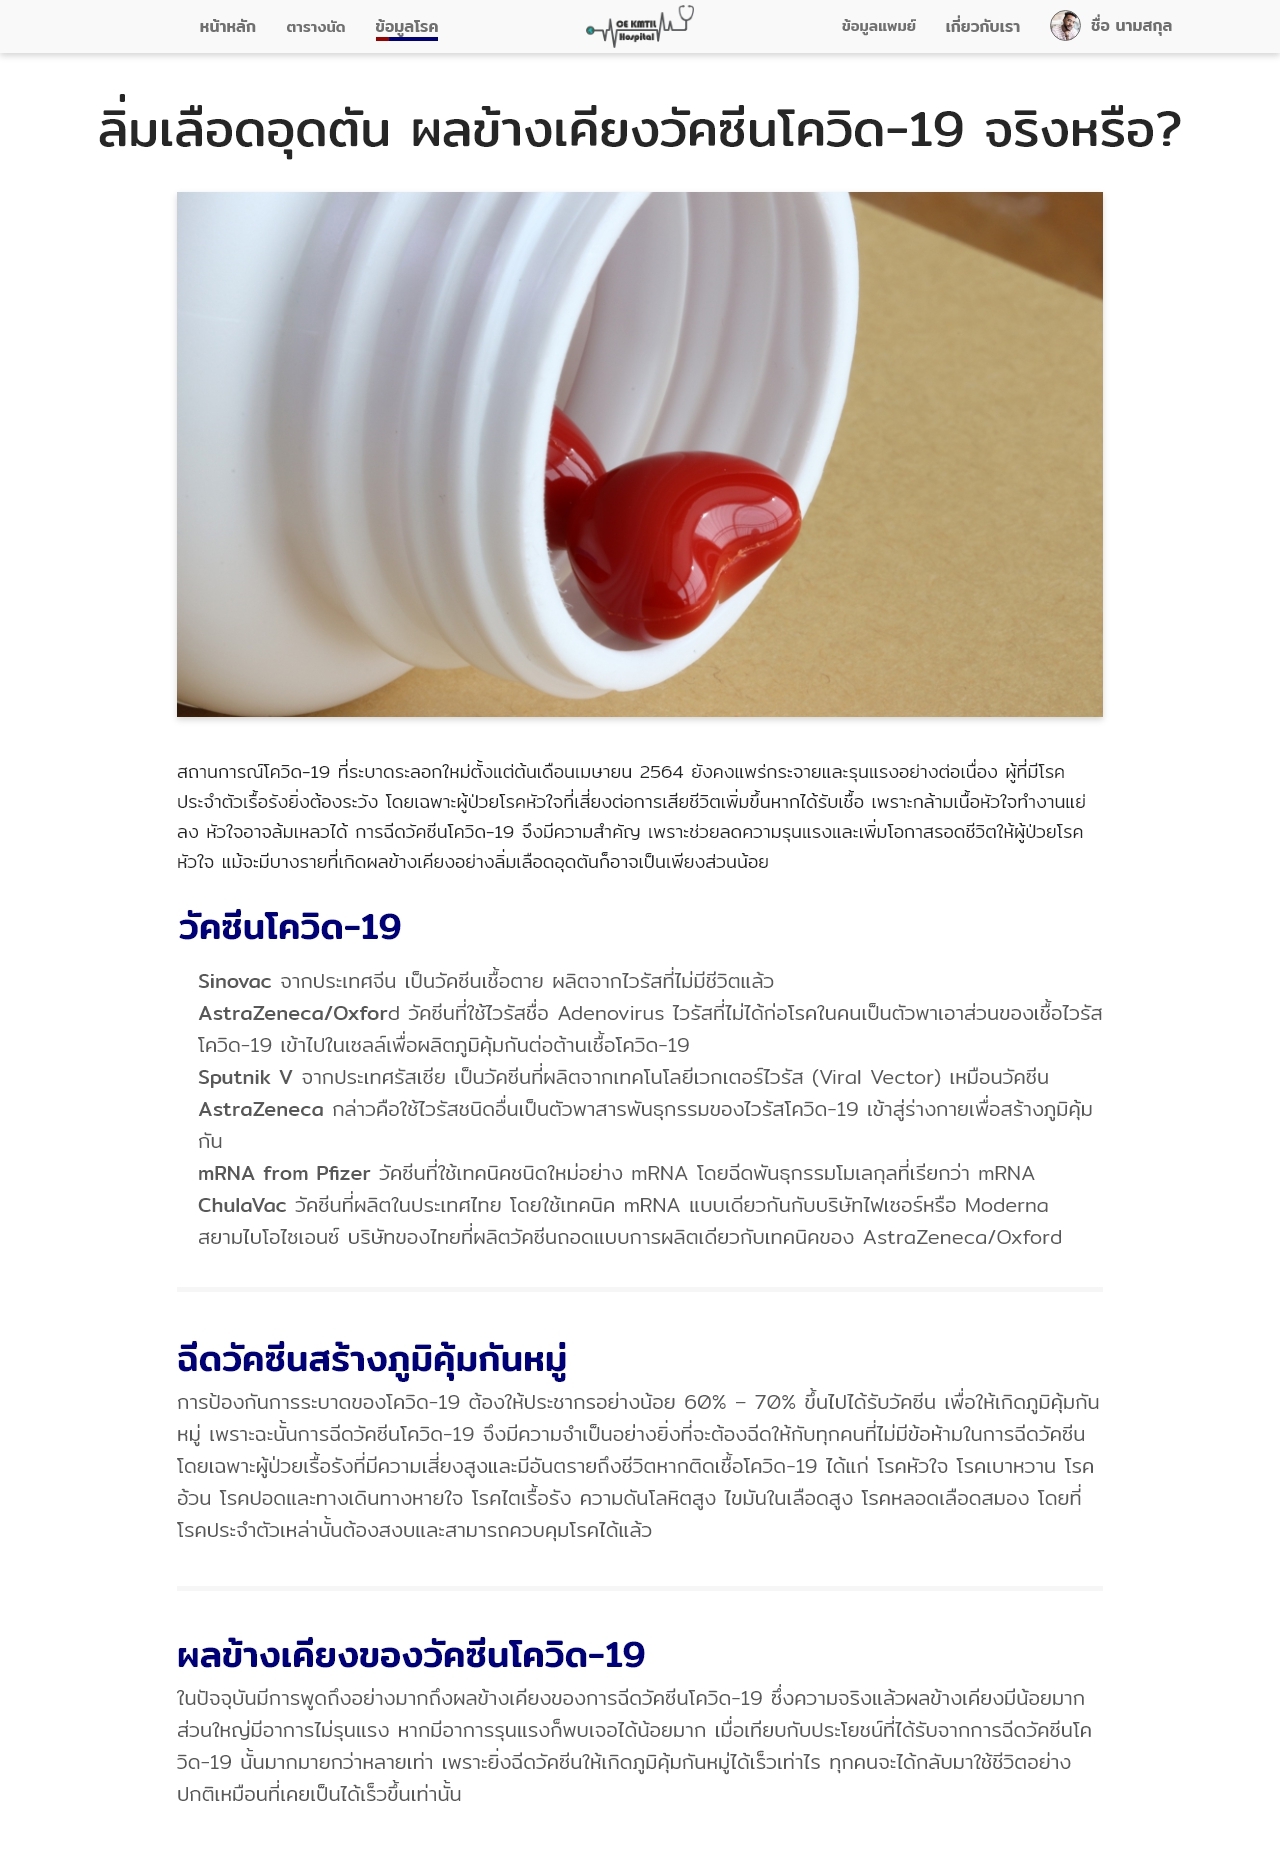 หน้าหลัก ตารางนัด ข้อมูลโรค OE KMTIL Hospital ข้อมูลแพมย์ เกี่ยวกับเรา ชื่อ นามสกุล
ลิ่มเลือดอุดตัน ผลข้างเคียงวัคซีนโควิด-19 จริงหรือ?
สถานการณ์โควิด-19 ที่ระบาดระลอกใหม่ตั้งแต่ต้นเดือนเมษายน 2564 ยังคงแพร่กระจายและรุนแรงอย่างต่อเนื่อง ผู้ที่มีโรค
ประจำตัวเรื้อรังยิ่งต้องระวัง โดยเฉพาะผู้ป่วยโรคหัวใจที่เสี่ยงต่อการเสียชีวิตเพิ่มขึ้นหากได้รับเชื้อ เพราะกล้ามเนื้อหัวใจทำงานแย่
ลง หัวใจอาจล้มเหลวได้ การฉีดวัคซีนโควิด-19 จึงมีความสำคัญ เพราะช่วยลดความรุนแรงและเพิ่มโอกาสรอดชีวิตให้ผู้ป่วยโรค
หัวใจ แม้จะมีบางรายที่เกิดผลข้างเคียงอย่างลิ่มเลือดอุดตันก็อาจเป็นเพียงส่วนน้อย
วัคซีนโควิด-19
Sinovac จากประเทศจีน เป็นวัคซีนเชื้อตาย ผลิตจากไวรัสที่ไม่มีชีวิตแล้ว
AstraZeneca/Oxford วัคซีนที่ใช้ไวรัสชื่อ Adenovirus ไวรัสที่ไม่ได้ก่อโรคในคนเป็นตัวพาเอาส่วนของเชื้อไวรัส
โควิด-19 เข้าไปในเซลล์เพื่อผลิตภูมิคุ้มกันต่อต้านเชื้อโควิด-19
Sputnik V จากประเทศรัสเซีย เป็นวัคซีนที่ผลิตจากเทคโนโลยีเวกเตอร์ไวรัส (Viral Vector) เหมือนวัคซีน
AstraZeneca กล่าวคือใช้ไวรัสชนิดอื่นเป็นตัวพาสารพันธุกรรมของไวรัสโควิด-19 เข้าสู่ร่างกายเพื่อสร้างภูมิคุ้ม
กัน
mRNA from Pfizer วัคซีนที่ใช้เทคนิคชนิดใหม่อย่าง mRNA โดยฉีดพันธุกรรมโมเลกุลที่เรียกว่า mRNA
ChulaVac วัคซีนที่ผลิตในประเทศไทย โดยใช้เทคนิค mRNA แบบเดียวกันกับบริษัทไฟเซอร์หรือ Moderna
สยามไบโอไซเอนซ์ บริษัทของไทยที่ผลิตวัคซีนถอดแบบการผลิตเดียวกับเทคนิคของ AstraZeneca/Oxford
ฉีดวัคซีนสร้างภูมิคุ้มกันหมู่
การป้องกันการระบาดของโควิด-19 ต้องให้ประชากรอย่างน้อย 60% – 70% ขึ้นไปได้รับวัคซีน เพื่อให้เกิดภูมิคุ้มกัน
หมู่ เพราะฉะนั้นการฉีดวัคซีนโควิด-19 จึงมีความจำเป็นอย่างยิ่งที่จะต้องฉีดให้กับทุกคนที่ไม่มีข้อห้ามในการฉีดวัคซีน
โดยเฉพาะผู้ป่วยเรื้อรังที่มีความเสี่ยงสูงและมีอันตรายถึงชีวิตหากติดเชื้อโควิด-19 ได้แก่ โรคหัวใจ โรคเบาหวาน โรค
อ้วน โรคปอดและทางเดินทางหายใจ โรคไตเรื้อรัง ความดันโลหิตสูง ไขมันในเลือดสูง โรคหลอดเลือดสมอง โดยที่
โรคประจำตัวเหล่านั้นต้องสงบและสามารถควบคุมโรคได้แล้ว
ผลข้างเคียงของวัคซีนโควิด-19
ในปัจจุบันมีการพูดถึงอย่างมากถึงผลข้างเคียงของการฉีดวัคซีนโควิด-19 ซึ่งความจริงแล้วผลข้างเคียงมีน้อยมาก
ส่วนใหญ่มีอาการไม่รุนแรง หากมีอาการรุนแรงก็พบเจอได้น้อยมาก เมื่อเทียบกับประโยชน์ที่ได้รับจากการฉีดวัคซีนโค
วิด-19 นั้นมากมายกว่าหลายเท่า เพราะยิ่งฉีดวัคซีนให้เกิดภูมิคุ้มกันหมู่ได้เร็วเท่าไร ทุกคนจะได้กลับมาใช้ชีวิตอย่าง
ปกติเหมือนที่เคยเป็นได้เร็วขึ้นเท่านั้น